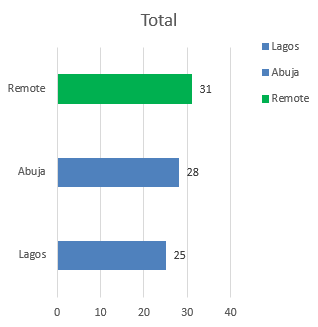 Total
Lagos
Abuja
Remote
Remote 31
Abuja 28
Lagos 25
0 10 20 30 40